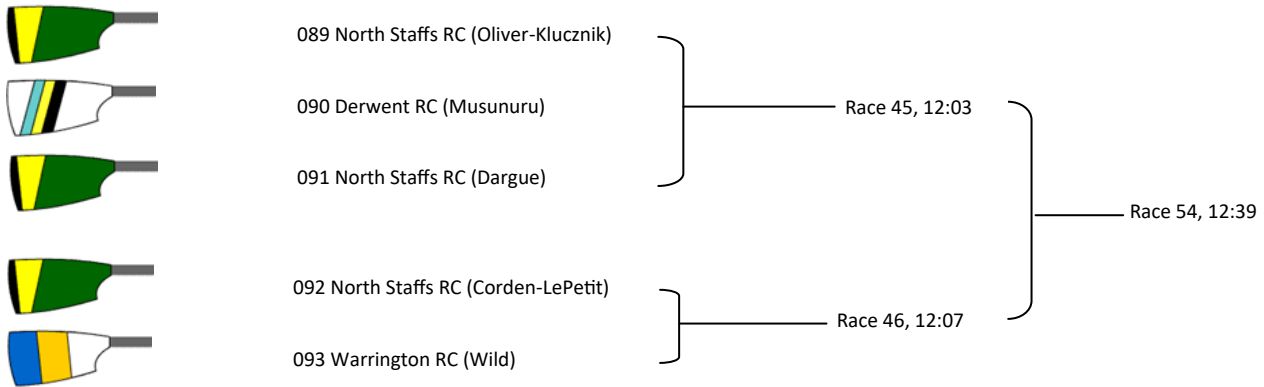 089 North Staffs RC (Oliver-Klucznik)
090 Derwent RC (Musunuru)
Race 45, 12:03
091 North Staffs RC (Dargue)
Race 54, 12:39
092 North Staffs RC (Corden-LePetit)
Race 46, 12:07
093 Warrington RC (Wild)